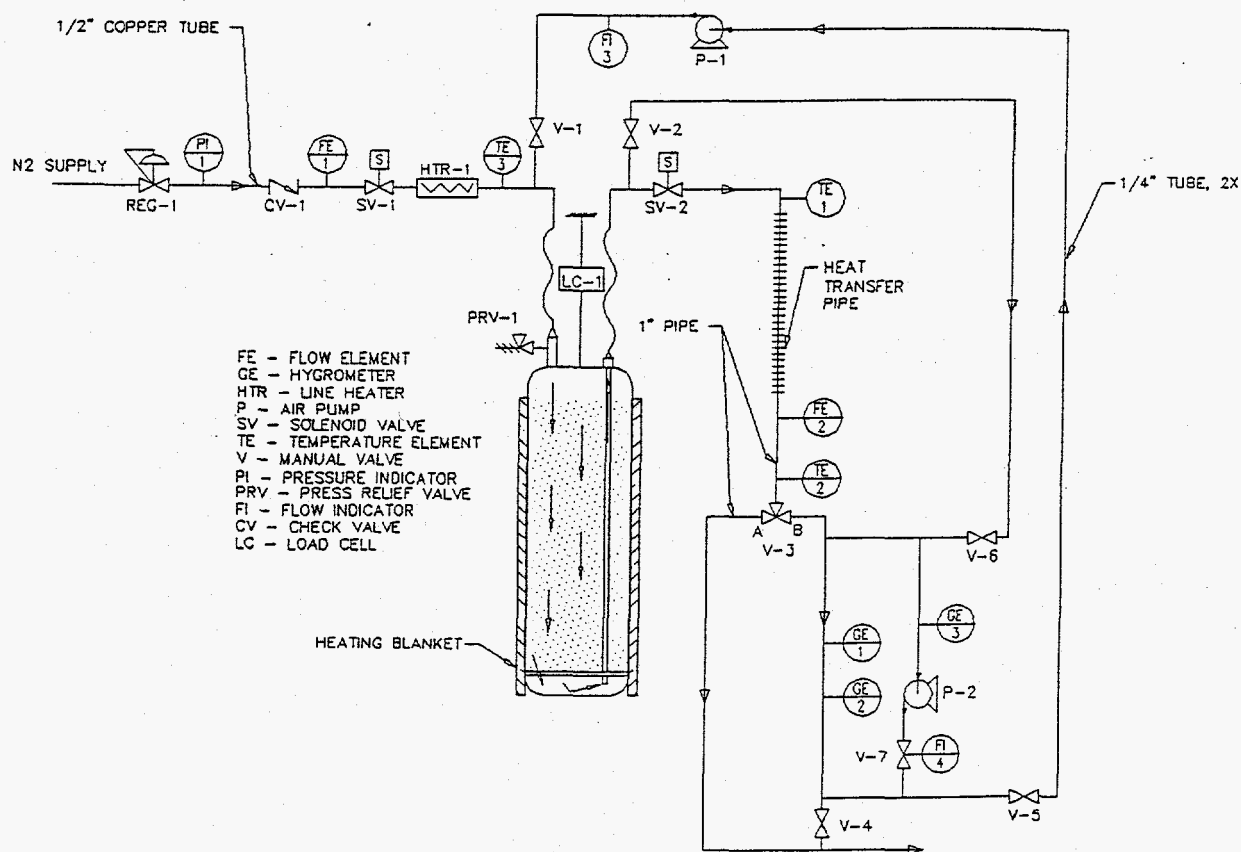 1/2" COPPER TUBE
FI
3
P-1
V-1
V-2
N2 SUPPLY
PI
1
FE
1
S
HTR-1
TE
3
S
REG-1
CV-1
SV-1
SV-2
TE
1
1/4" TUBE, 2X
LC-1
HEAT
TRANSFER
PIPE
PRV-1
1" PIPE
FE - FLOW ELEMENT
GE - HYGROMETER
HTR - LINE HEATER
P - AIR PUMP
SV - SOLENOID VALVE
TE - TEMPERATURE ELEMENT
V - MANUAL VALVE
PI - PRESSURE INDICATOR
PRV - PRESS RELIEF VALVE
FI - FLOW INDICATOR
CV - CHECK VALVE
LC - LOAD CELL
FE
2
TE
2
A
B
V-3
V-6
GE
3
GE
1
HEATING BLANKET
GE
2
P-2
V-7
FI
4
V-5
V-4